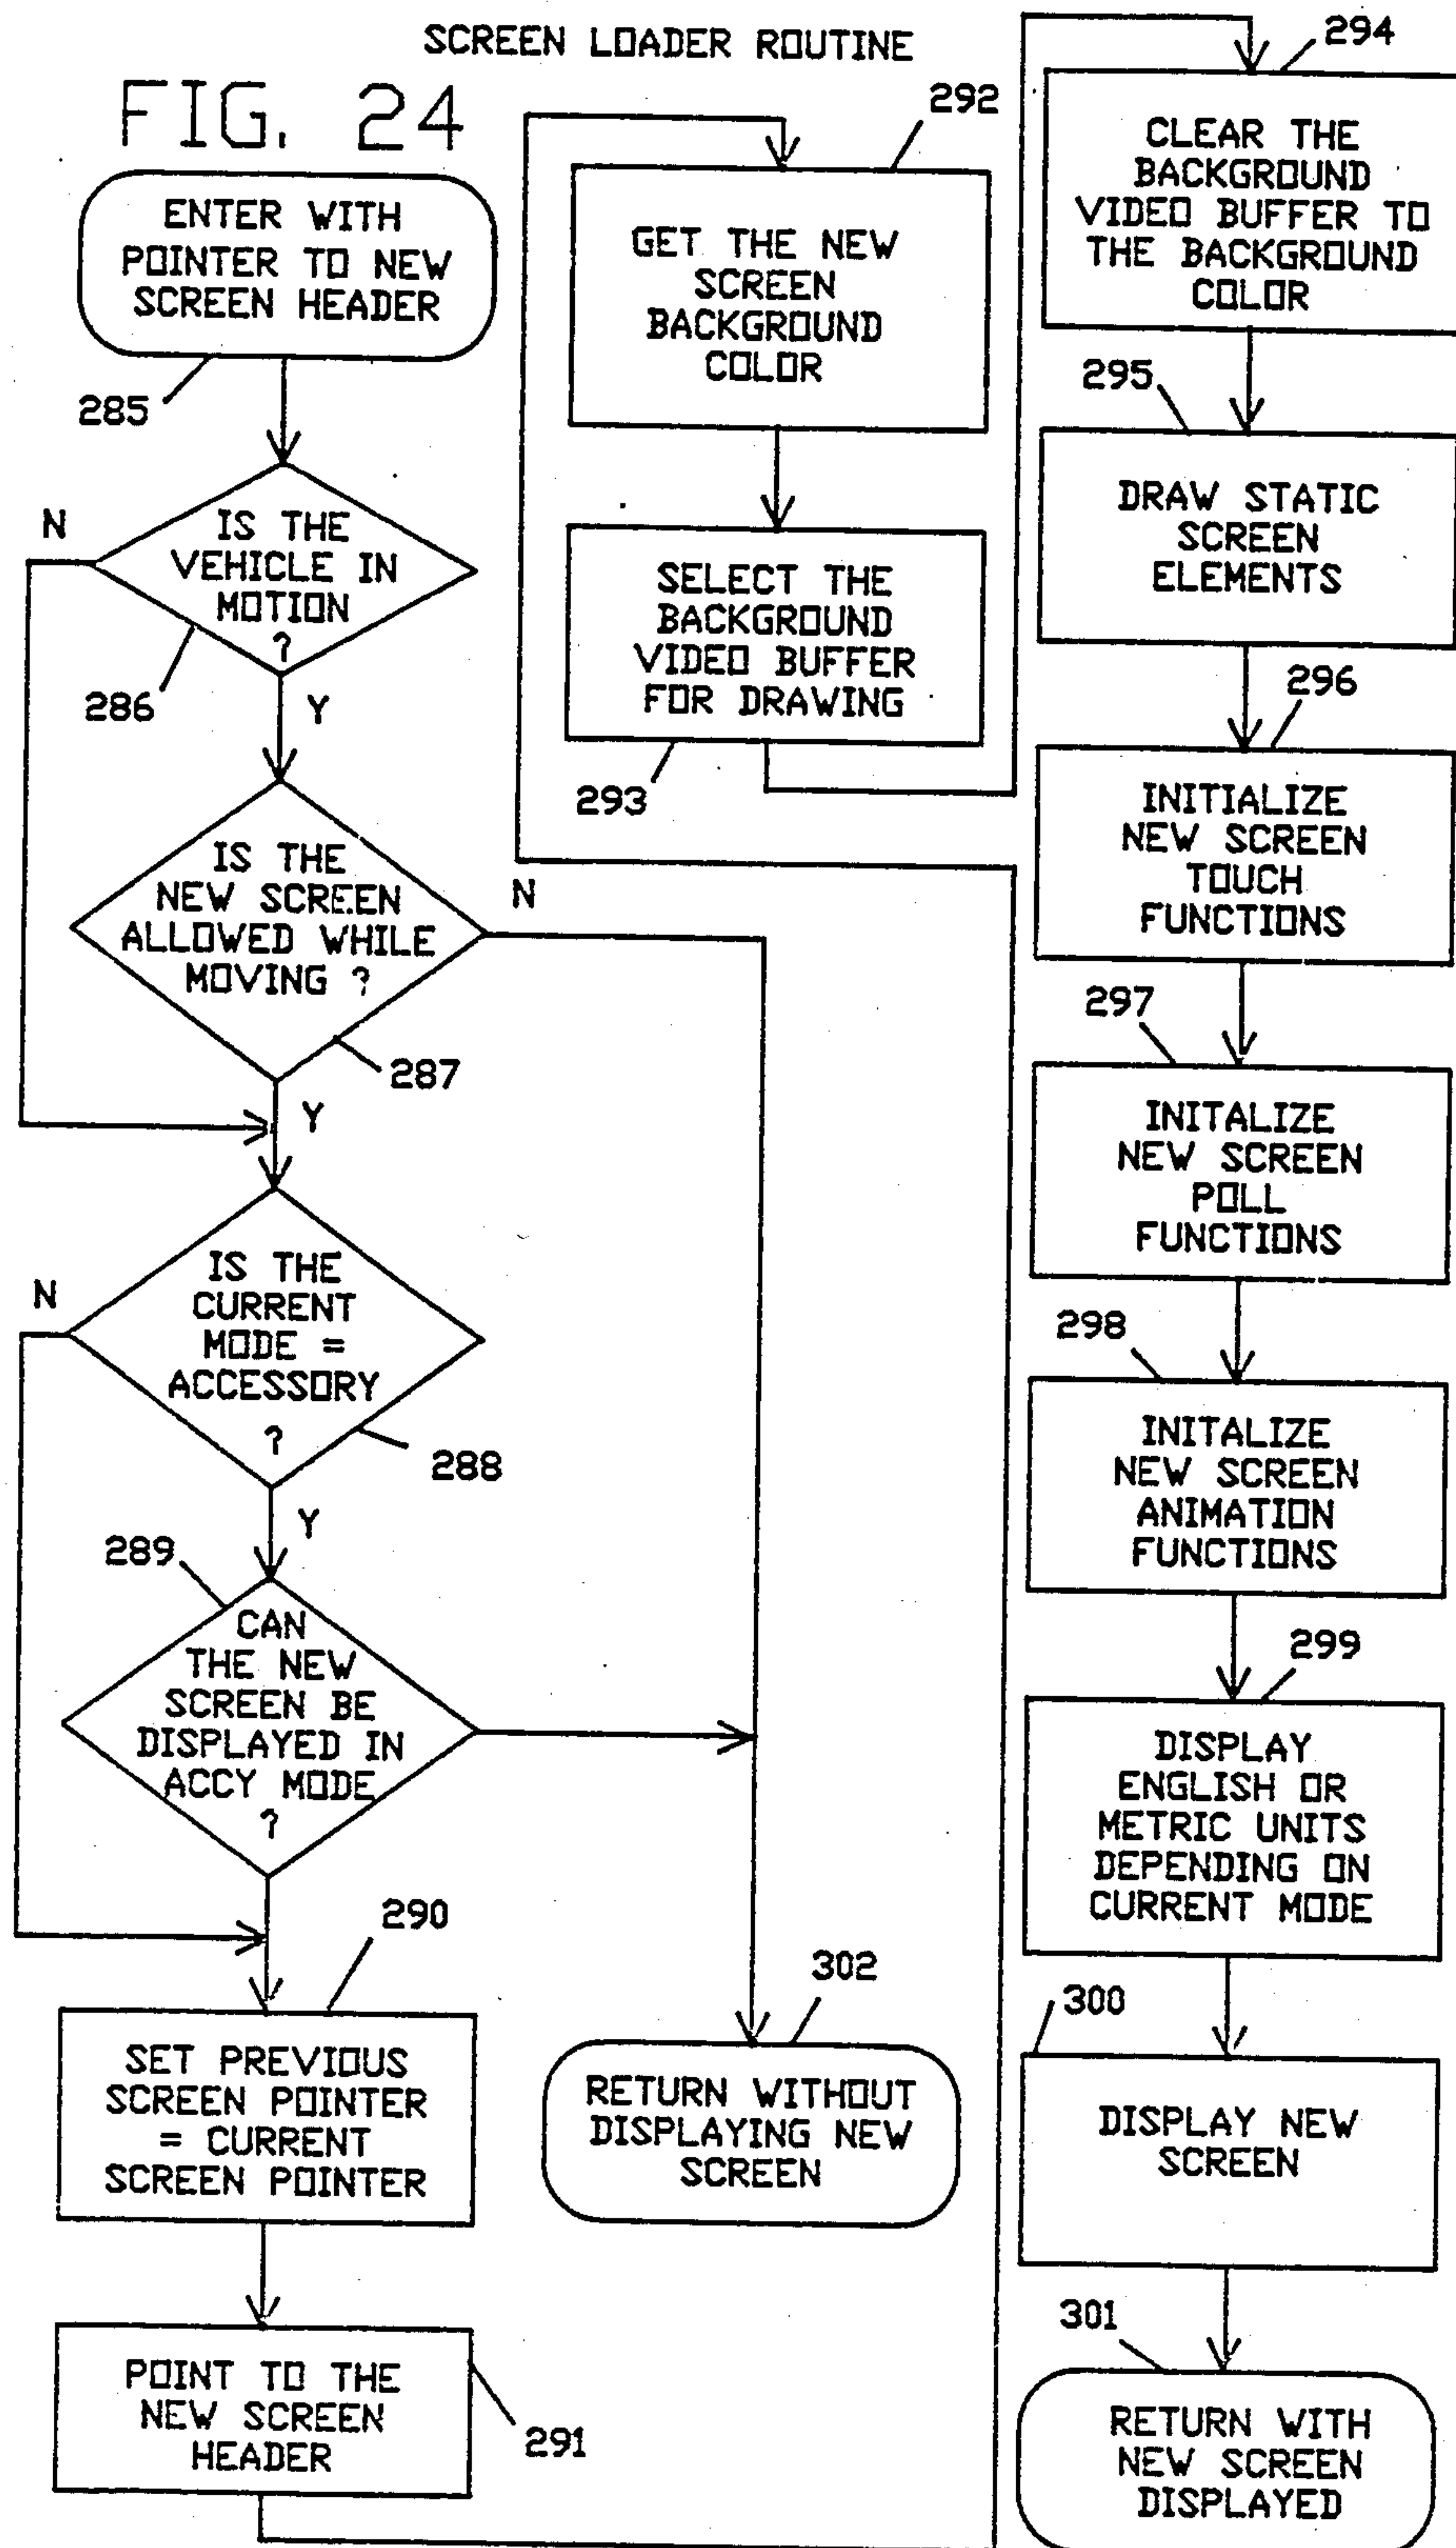 SCREEN LOADER ROUTINE
FIG. 24
ENTER WITH
POINTER TO NEW
SCREEN HEADER
285
IS THE
VEHICLE IN
MOTION
?
N
286
Y
IS THE
NEW SCREEN
ALLOWED WHILE
MOVING ?
N
287
Y
IS THE
CURRENT
MODE =
ACCESSORY
?
N
288
Y
289
CAN
THE NEW
SCREEN BE
DISPLAYED IN
ACCY MODE
?
290
SET PREVIOUS
SCREEN POINTER
= CURRENT
SCREEN POINTER
POINT TO THE
NEW SCREEN
HEADER
291
292
GET THE NEW
SCREEN
BACKGROUND
COLOR
SELECT THE
BACKGROUND
VIDEO BUFFER
FOR DRAWING
293
302
RETURN WITHOUT
DISPLAYING NEW
SCREEN
294
CLEAR THE
BACKGROUND
VIDEO BUFFER TO
THE BACKGROUND
COLOR
295
DRAW STATIC
SCREEN
ELEMENTS
296
INITIALIZE
NEW SCREEN
TOUCH
FUNCTIONS
297
INITALIZE
NEW SCREEN
POLL
FUNCTIONS
298
INITALIZE
NEW SCREEN
ANIMATION
FUNCTIONS
299
DISPLAY
ENGLISH OR
METRIC UNITS
DEPENDING ON
CURRENT MODE
300
DISPLAY NEW
SCREEN
301
RETURN WITH
NEW SCREEN
DISPLAYED